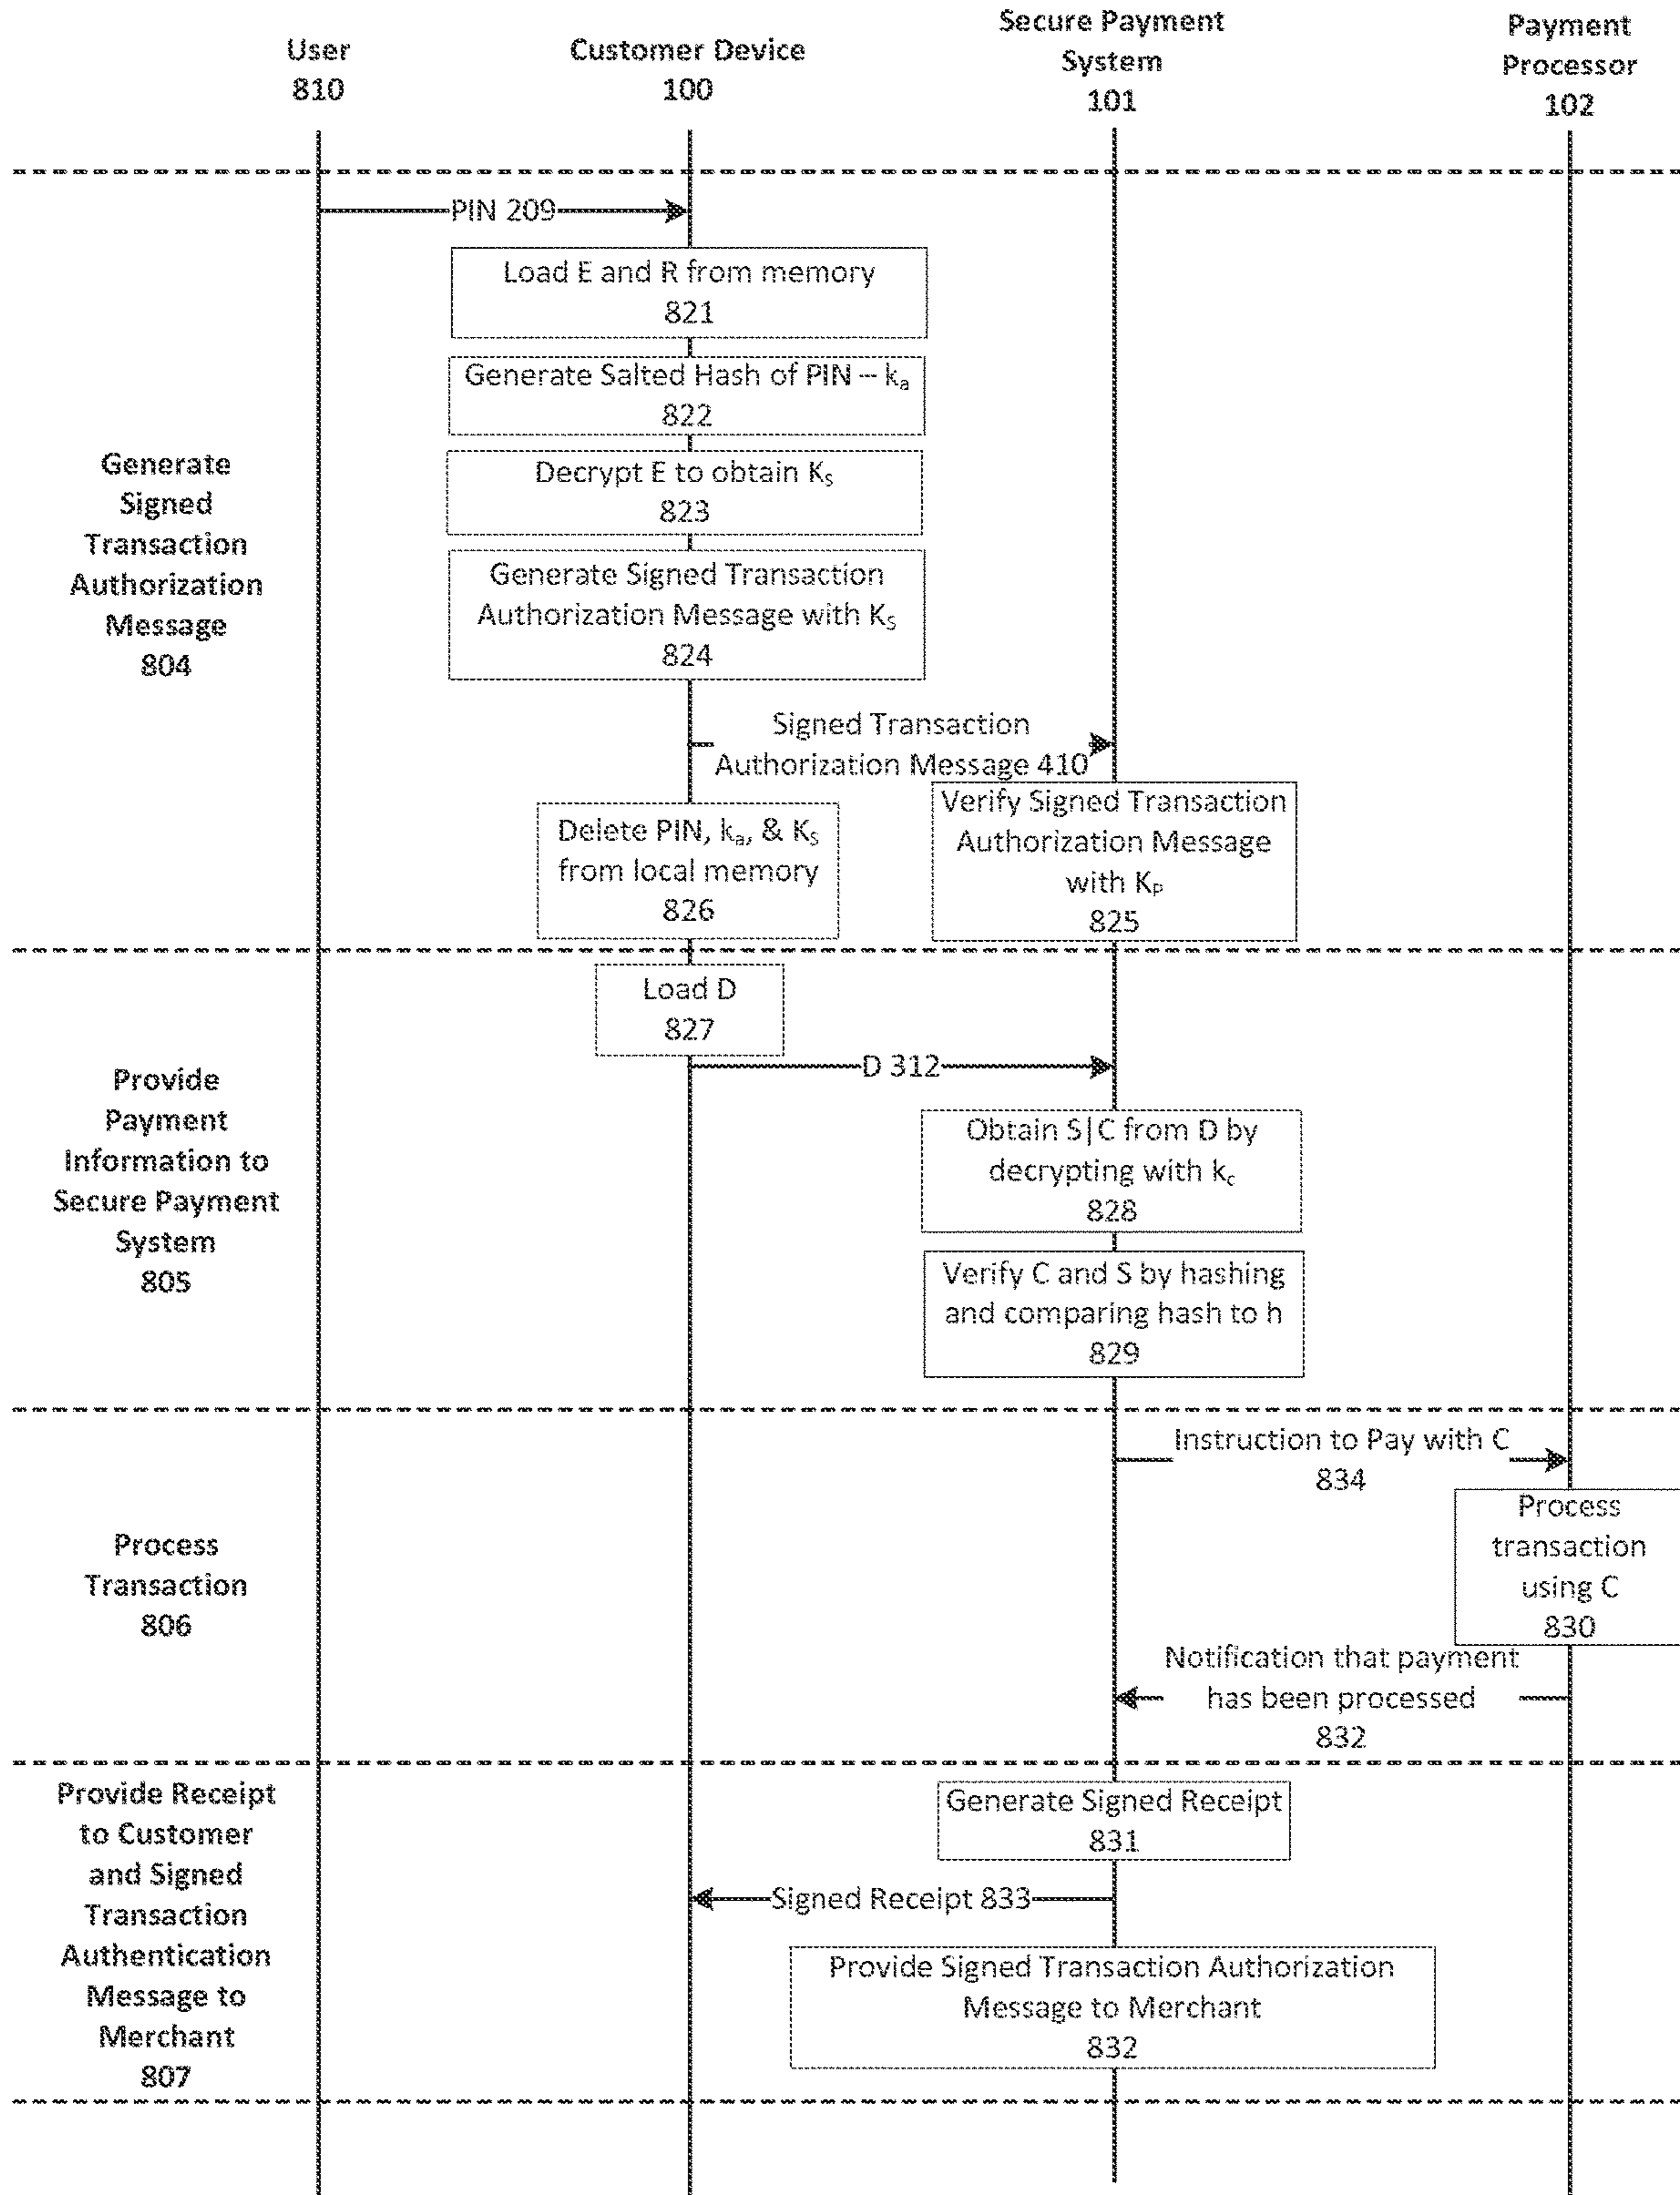 User
810
Customer Device
100
Secure Payment
System
101
Payment
Processor
102
PIN 209
Load E and R from memory
821
Generate Salted Hash of PIN -- ka
822
Decrypt E to obtain KS
823
Generate Signed Transaction
Authorization Message with KS
824
Generate
Signed
Transaction
Authorization
Message
804
Signed Transaction
Authorization Message 410
Delete PIN, ka, & KS
from local memory
826
Verify Signed Transaction
Authorization Message
with KP
825
Load D
827
D 312
Provide
Payment
Information to
Secure Payment
System
805
Obtain S|C from D by
decrypting with kc
828
Verify C and S by hashing
and comparing hash to h
829
Instruction to Pay with C
834
Process
Transaction
806
Process
transaction
using C
830
Notification that payment
has been processed
832
Provide Receipt
to Customer
and Signed
Transaction
Authentication
Message to
Merchant
807
Generate Signed Receipt
831
Signed Receipt 833
Provide Signed Transaction Authorization
Message to Merchant
832